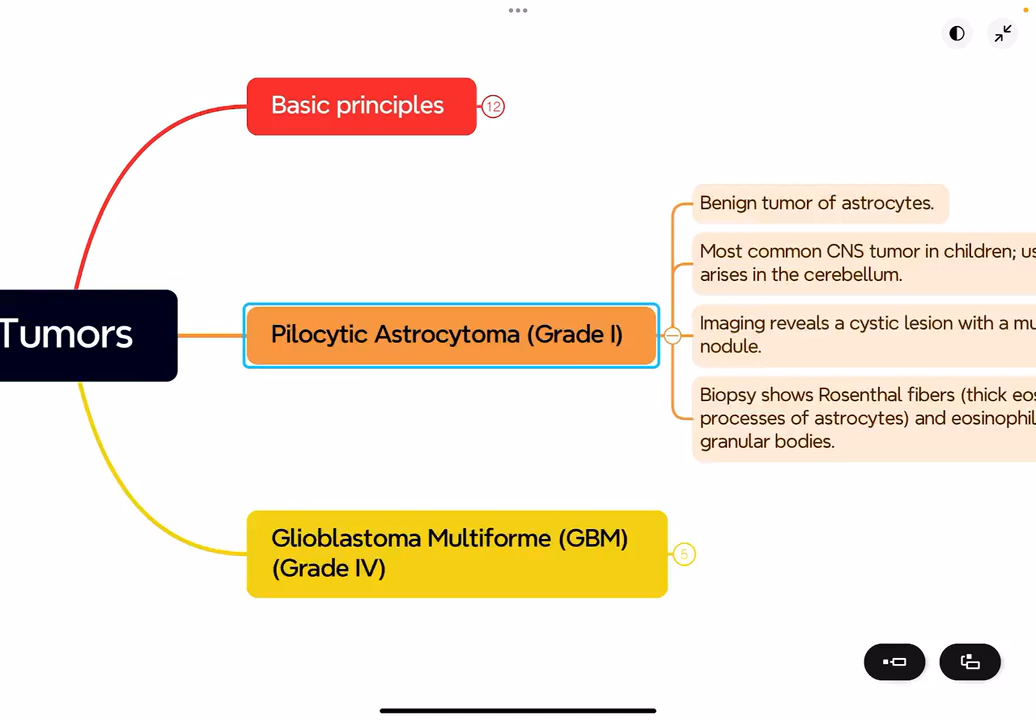 Basic principles
12
Benign tumor of astrocytes.
Most common CNS tumor in children;
arises in the cerebellum.
Tumors
Pilocytic Astrocytoma (Grade I)
Imaging reveals a cystic lesion with a
nodule.
Biopsy shows Rosenthal fibers (thick
processes of astrocytes) and
granular bodies.
Glioblastoma Multiforme (GBM)
(Grade IV)
5